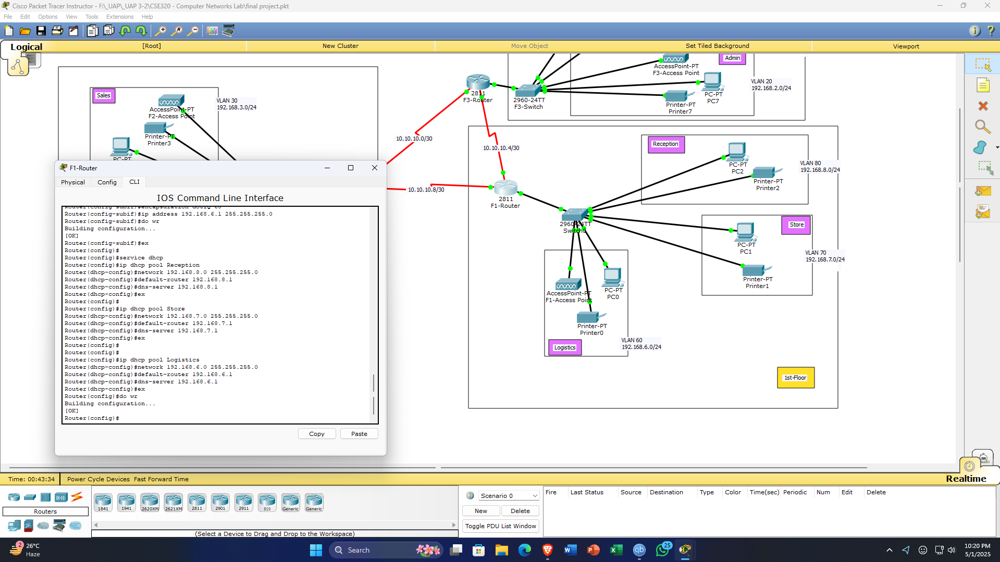 Cisco Packet Tracer Instructor - F:\_UAP\_UAP 3-2\CSE320 - Computer Networks Lab\final project.pkt
File Edit Options View Tools Extensions Help
Logical
[Root]
New Cluster
Move Object
Set Tiled Background
Viewport
Sales
AccessPoint-PT
F2-Access Point
VLAN 30
192.168.3.0/24
Printer-PT
Printer3
PC-PT
2811
F3-Router
2960-24TT
F3-Switch
AccessPoint-PT
F3-Access Point
Admin
PC-PT
PC7
Printer-PT
Printer7
VLAN 20
192.168.2.0/24
10.10.10.0/30
10.10.10.4/30
10.10.10.8/30
Reception
PC-PT
PC2
Printer-PT
Printer2
VLAN 80
192.168.8.0/24
2811
F1-Router
2960-24TT
Switch0
Store
PC-PT
PC1
Printer-PT
Printer1
VLAN 70
192.168.7.0/24
AccessPoint-PT
F1-Access Point
PC-PT
PC0
Printer-PT
Printer0
Logistics
VLAN 60
192.168.6.0/24
1st-Floor
F1-Router
Physical Config CLI
IOS Command Line Interface
Router(config-subif)#encapsulation dot1Q 60
Router(config-subif)#ip address 192.168.6.1 255.255.255.0
Router(config-subif)#do wr
Building configuration...
[OK]
Router(config-subif)#ex
Router(config)#
Router(config)#service dhcp
Router(config)#ip dhcp pool Reception
Router(dhcp-config)#network 192.168.8.0 255.255.255.0
Router(dhcp-config)#default-router 192.168.8.1
Router(dhcp-config)#dns-server 192.168.8.1
Router(dhcp-config)#ex
Router(config)#
Router(config)#ip dhcp pool Store
Router(dhcp-config)#network 192.168.7.0 255.255.255.0
Router(dhcp-config)#default-router 192.168.7.1
Router(dhcp-config)#dns-server 192.168.7.1
Router(dhcp-config)#ex
Router(config)#
Router(config)#
Router(config)#ip dhcp pool Logistics
Router(dhcp-config)#network 192.168.6.0 255.255.255.0
Router(dhcp-config)#default-router 192.168.6.1
Router(dhcp-config)#dns-server 192.168.6.1
Router(dhcp-config)#ex
Router(config)#do wr
Building configuration...
[OK]
Router(config)#
Copy Paste
Time: 00:43:34 Power Cycle Devices Fast Forward Time
Realtime
Routers
1841 1941 2620XM 2621XM 2811 2901 2911 819 Generic Generic
(Select a Device to Drag and Drop to the Workspace)
Scenario 0
New Delete
Toggle PDU List Window
Fire Last Status Source Destination Type Color Time(sec) Periodic Num Edit Delete
2
26°C
Haze
Search
25
10:20 PM
5/1/2025